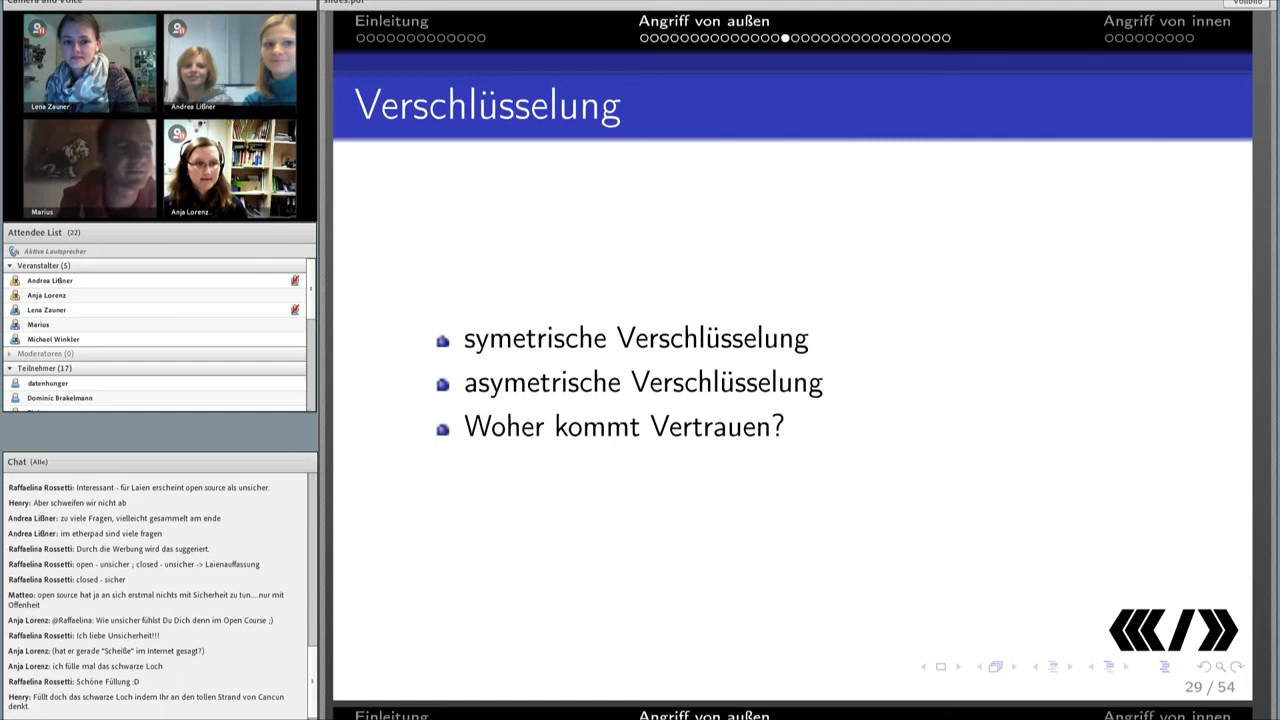 Camera and Voice
Lena Zauner
Andrea Lißner
Marius
Anja Lorenz
Attendee List (22)
Aktive Lautsprecher
Veranstalter (5)
Andrea Lißner
Anja Lorenz
Lena Zauner
Marius
Michael Winkler
Moderatoren (0)
Teilnehmer (17)
datenhunger
Dominic Brakelmann
Chat (Alle)
Raffaelina Rossetti: Interessant - für Laien erscheint open source als unsicher.
Henry: Aber schweifen wir nicht ab
Andrea Lißner: zu viele Fragen, vielleicht gesammelt am ende
Andrea Lißner: im etherpad sind viele fragen
Raffaelina Rossetti: Durch die Werbung wird das suggeriert.
Raffaelina Rossetti: open - unsicher ; closed - unsicher -> Laienauffassung
Raffaelina Rossetti: closed - sicher
Matteo: open source hat ja an sich erstmal nichts mit Sicherheit zu tun....nur mit
Offenheit
Anja Lorenz: @Raffaelina: Wie unsicher fühlst Du Dich denn im Open Course ;)
Raffaelina Rossetti: Ich liebe Unsicherheit!!!
Anja Lorenz: (hat er gerade "Scheiße" im Internet gesagt?)
Anja Lorenz: ich fülle mal das schwarze Loch
Raffaelina Rossetti: Schöne Füllung :D
Henry: Füllt doch das schwarze Loch indem Ihr an den tollen Strand von Cancun
denkt.
slides.pdf
Vollbild
Einleitung
Angriff von außen
Angriff von innen
Verschlüsselung
symetrische Verschlüsselung
asymetrische Verschlüsselung
Woher kommt Vertrauen?
29 / 54
Einleitung
Angriff von außen
Angriff von innen